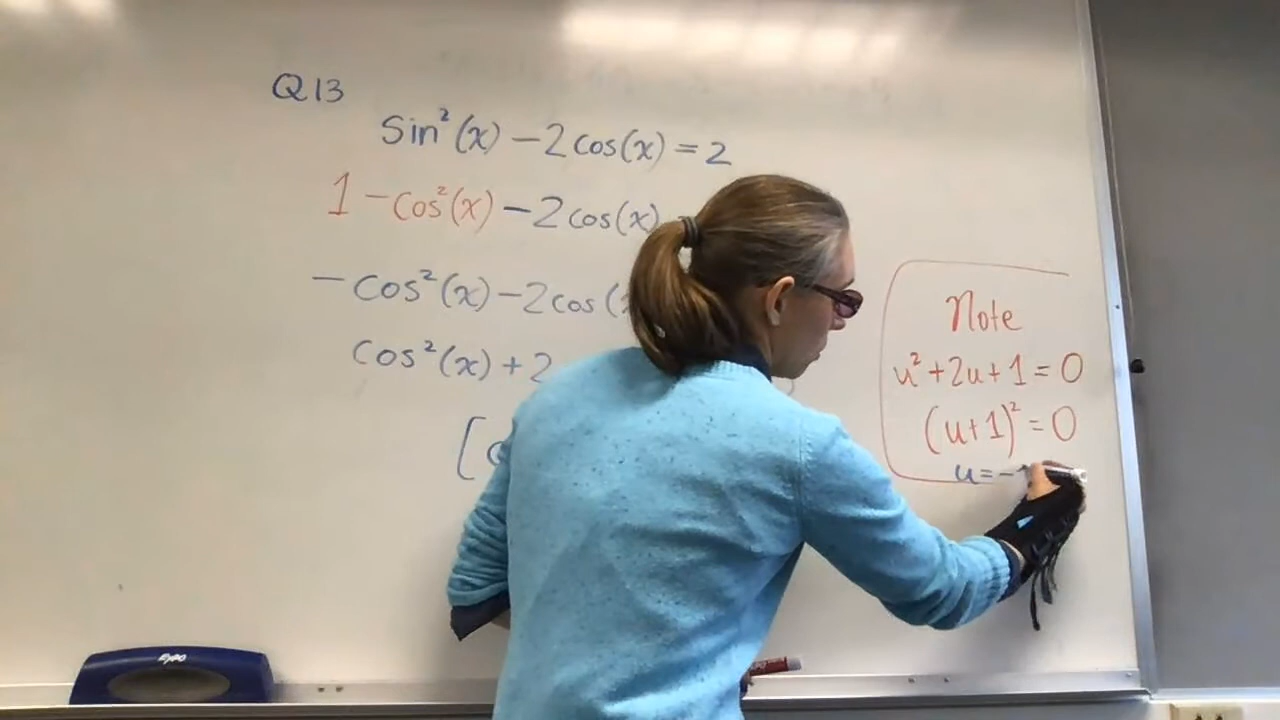 Q13
Sin²(x) - 2cos(x) = 2
1 - cos²(x) - 2cos(x)
- cos²(x) - 2cos(
cos²(x) + 2
[
Note
u² + 2u + 1 = 0
(u+1)² = 0
u = -
EXPO